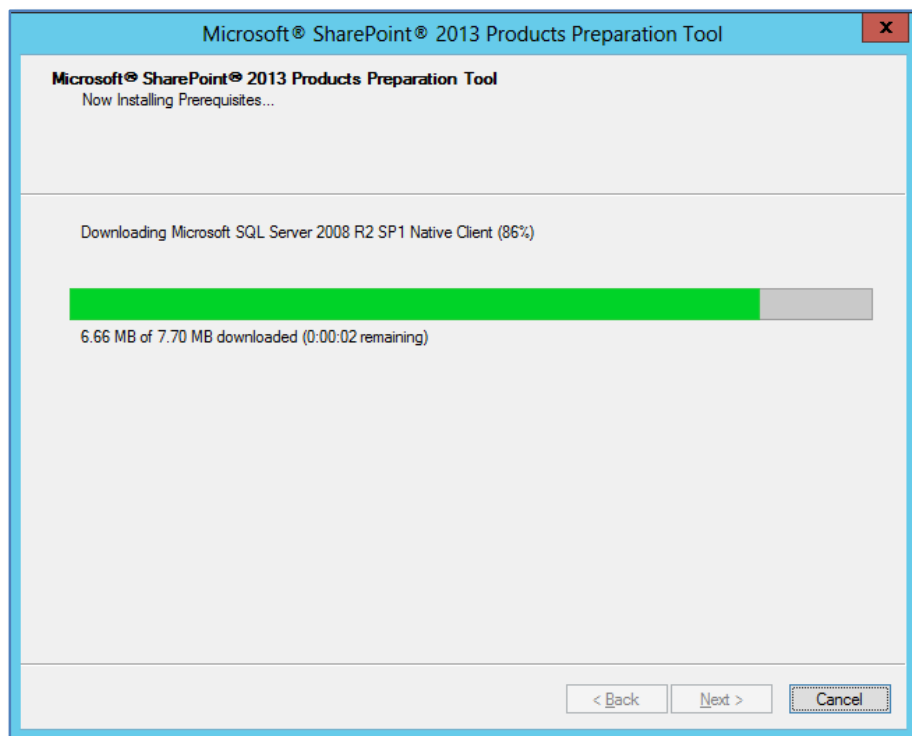 Microsoft® SharePoint® 2013 Products Preparation Tool
x
Microsoft® SharePoint® 2013 Products Preparation Tool
Now Installing Prerequisites...
Downloading Microsoft SQL Server 2008 R2 SP1 Native Client (86%)
6.66 MB of 7.70 MB downloaded (0:00:02 remaining)
< Back Next > Cancel